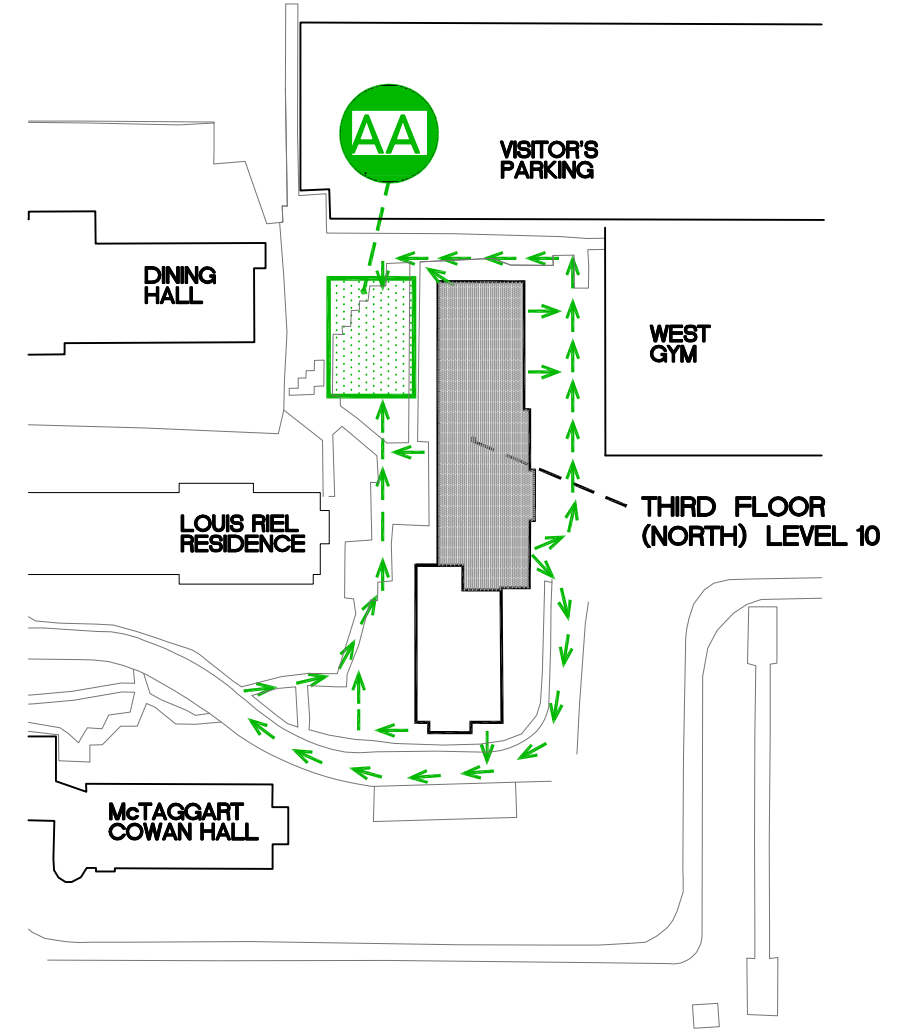 AA
VISITOR'S
PARKING
DINING
HALL
WEST
GYM
THIRD FLOOR
(NORTH) LEVEL 10
LOUIS RIEL
RESIDENCE
McTAGGART
COWAN HALL